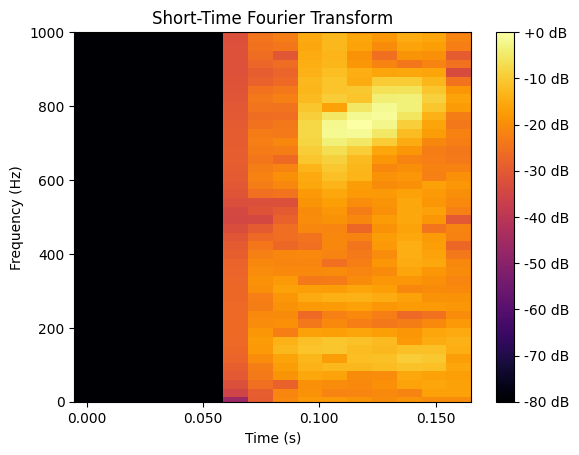 Short-Time Fourier Transform
1000
800
600
400
200
0
Frequency (Hz)
0.000
0.050
0.100
0.150
Time (s)
+0 dB
-10 dB
-20 dB
-30 dB
-40 dB
-50 dB
-60 dB
-70 dB
-80 dB